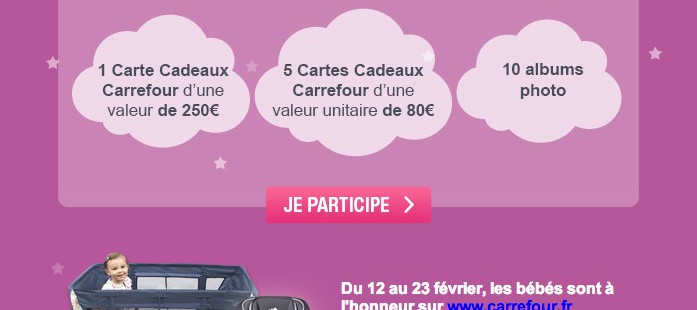 1 Carte Cadeaux
Carrefour d'une
valeur de 250€
5 Cartes Cadeaux
Carrefour d'une
valeur unitaire de 80€
10 albums
photo
JE PARTICIPE
Du 12 au 23 février, les bébés sont à
l'honneur sur www.carrefour.fr